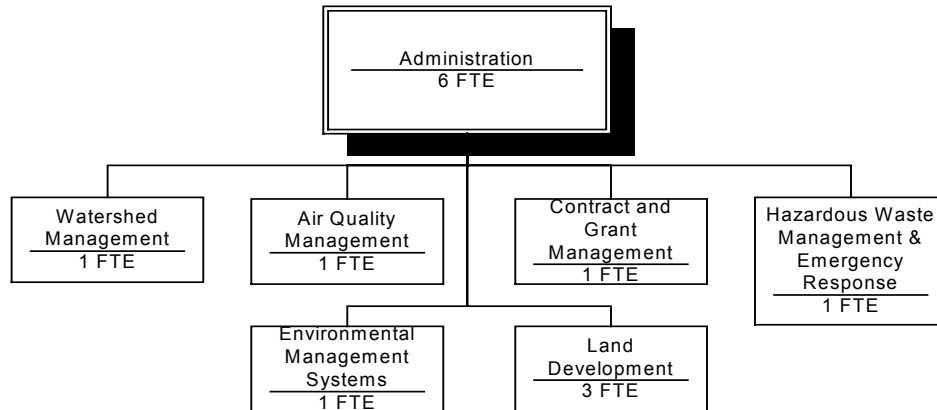 Administration
6 FTE
Watershed
Management
1 FTE
Air Quality
Management
1 FTE
Contract and
Grant
Management
1 FTE
Hazardous Waste
Management &
Emergency
Response
1 FTE
Environmental
Management
Systems
1 FTE
Land
Development
3 FTE